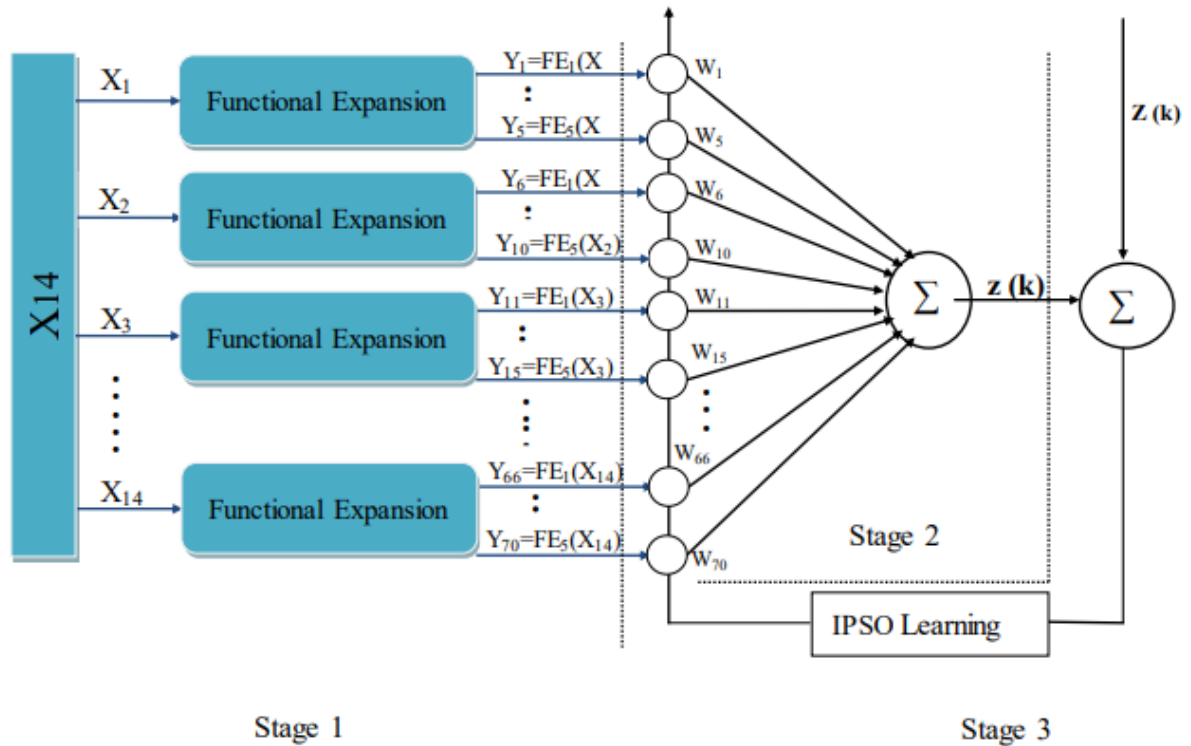 X14
X1
Functional Expansion
Y1=FE1(X
Y5=FE5(X
X2
Functional Expansion
Y6=FE1(X
Y10=FE5(X2)
X3
Functional Expansion
Y11=FE1(X3)
Y15=FE5(X3)
X14
Functional Expansion
Y66=FE1(X14)
Y70=FE5(X14)
W1
W5
W6
W10
W11
W15
W66
W70
Σ
z (k)
Z (k)
Σ
Stage 2
IPSO Learning
Stage 1
Stage 3